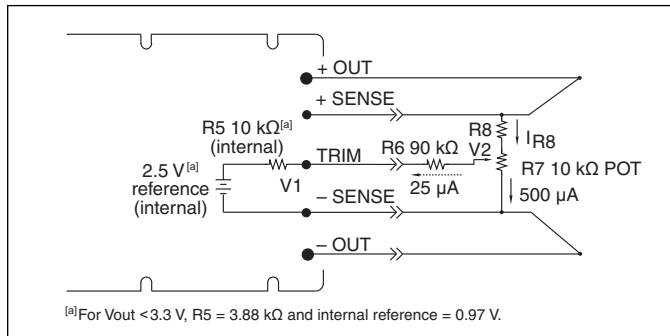 + OUT
+ SENSE
R5 10 kΩ[a]
(internal)
R8
IR8
TRIM
R6 90 kΩ
V2
2.5 V[a]
reference
(internal)
V1
R7 10 kΩ POT
25 µA
500 µA
– SENSE
– OUT
[a]For Vout <3.3 V, R5 = 3.88 kΩ and internal reference = 0.97 V.